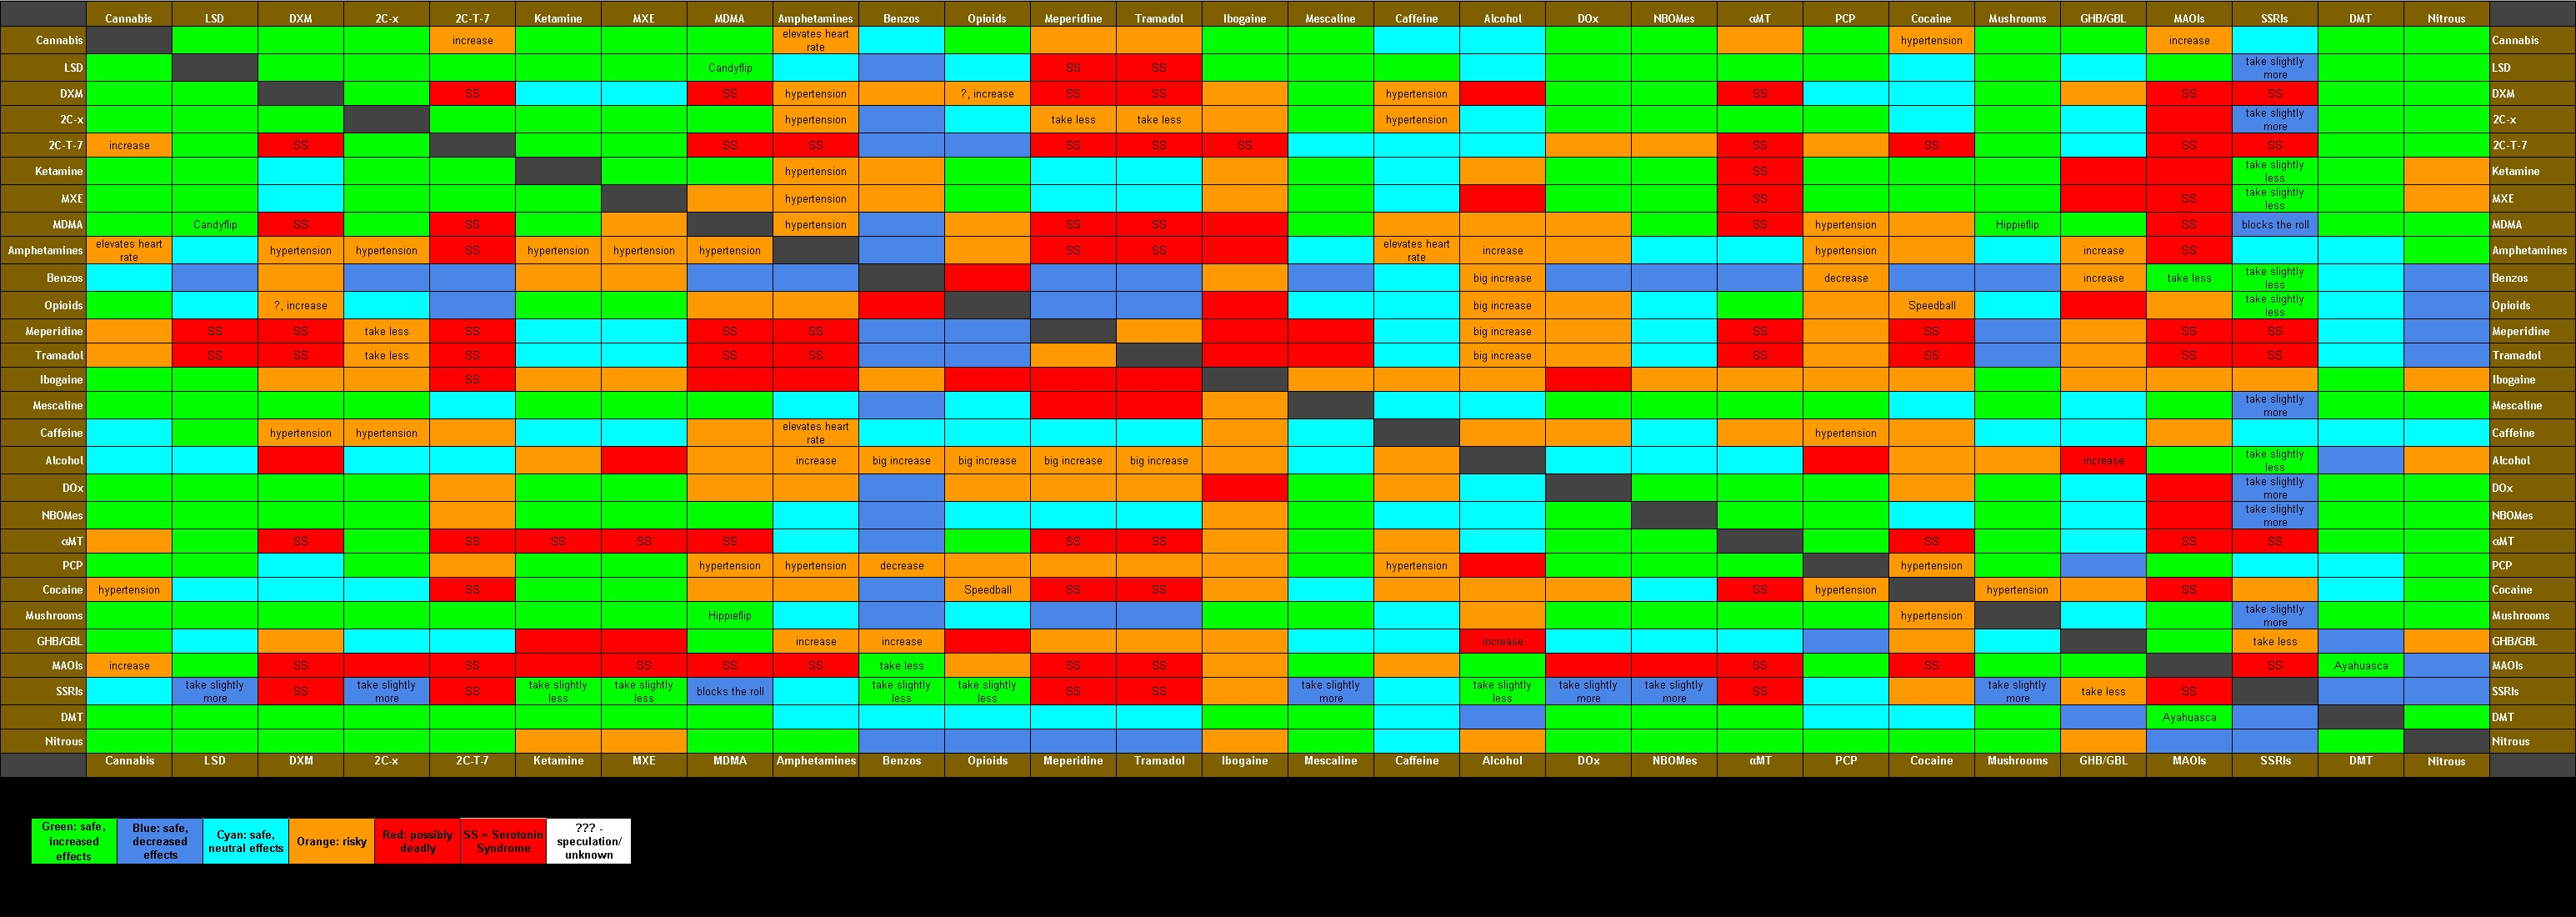 Cannabis LSD DXM 2C-x 2C-T-7 Ketamine MXE MDMA Amphetamines Benzos Opioids Meperidine Tramadol Ibogaine Mescaline Caffeine Alcohol DOx NBOMes αMT PCP Cocaine Mushrooms GHB/GBL MAOIs SSRIs DMT Nitrous
Cannabis increase elevates heart rate hypertension increase Cannabis
LSD Candyflip SS SS take slightly more LSD
DXM SS SS hypertension ?, increase SS SS hypertension SS SS SS DXM
2C-x hypertension take less take less hypertension take slightly more 2C-x
2C-T-7 increase SS SS SS SS SS SS SS SS SS SS 2C-T-7
Ketamine hypertension SS take slightly less Ketamine
MXE hypertension SS SS take slightly less MXE
MDMA Candyflip SS SS hypertension SS SS SS hypertension Hippieflip SS blocks the roll MDMA
Amphetamines elevates heart rate hypertension hypertension SS hypertension hypertension hypertension SS SS elevates heart rate increase hypertension increase SS Amphetamines
Benzos big increase decrease increase take less take slightly less Benzos
Opioids ?, increase big increase Speedball take slightly less Opioids
Meperidine SS SS take less SS SS SS big increase SS SS SS SS Meperidine
Tramadol SS SS take less SS SS SS big increase SS SS SS SS Tramadol
Ibogaine SS Ibogaine
Mescaline take slightly more Mescaline
Caffeine hypertension hypertension elevates heart rate hypertension Caffeine
Alcohol increase big increase big increase big increase big increase increase take slightly less Alcohol
DOx take slightly more DOx
NBOMes take slightly more NBOMes
αMT SS SS SS SS SS SS SS SS SS SS αMT
PCP hypertension hypertension decrease hypertension hypertension PCP
Cocaine hypertension SS Speedball SS SS SS hypertension hypertension SS Cocaine
Mushrooms Hippieflip hypertension take slightly more Mushrooms
GHB/GBL increase increase increase take less GHB/GBL
MAOIs increase SS SS SS SS SS take less SS SS SS SS SS Ayahuasca MAOIs
SSRIs take slightly more SS take slightly more SS take slightly less take slightly less blocks the roll take slightly less take slightly less SS SS take slightly more take slightly less take slightly more take slightly more SS take slightly more take less SS SSRIs
DMT Ayahuasca DMT
Nitrous Nitrous
Cannabis LSD DXM 2C-x 2C-T-7 Ketamine MXE MDMA Amphetamines Benzos Opioids Meperidine Tramadol Ibogaine Mescaline Caffeine Alcohol DOx NBOMes αMT PCP Cocaine Mushrooms GHB/GBL MAOIs SSRIs DMT Nitrous
Green: safe,
increased
effects
Blue: safe,
decreased
effects
Cyan: safe,
neutral effects
Orange: risky
Red: possibly
deadly
SS = Serotonin
Syndrome
??? -
speculation/
unknown